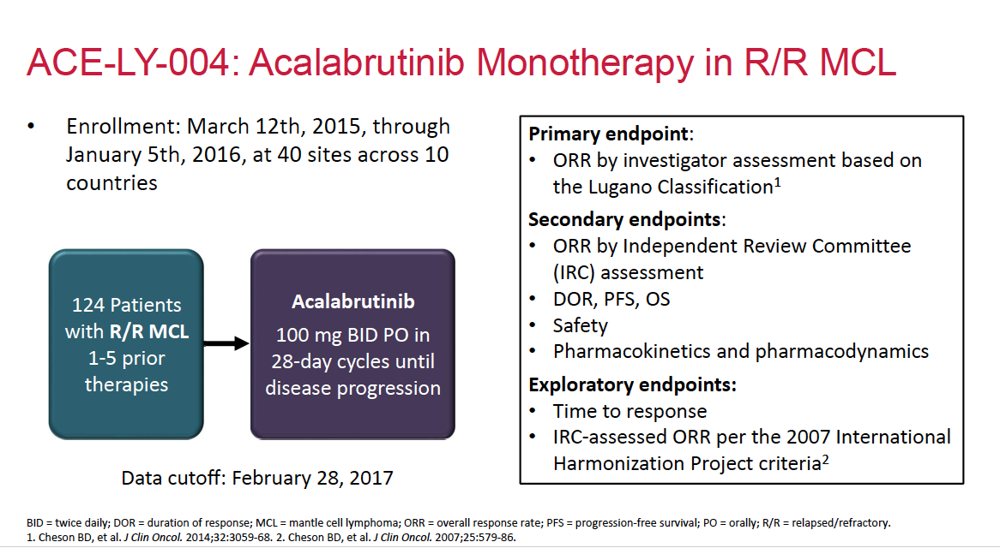 ACE-LY-004: Acalabrutinib Monotherapy in R/R MCL
• Enrollment: March 12th, 2015, through
January 5th, 2016, at 40 sites across 10
countries
124 Patients
with R/R MCL
1-5 prior
therapies
Acalabrutinib
100 mg BID PO in
28-day cycles until
disease progression
Data cutoff: February 28, 2017
Primary endpoint:
• ORR by investigator assessment based on
the Lugano Classification1
Secondary endpoints:
• ORR by Independent Review Committee
(IRC) assessment
• DOR, PFS, OS
• Safety
• Pharmacokinetics and pharmacodynamics
Exploratory endpoints:
• Time to response
• IRC-assessed ORR per the 2007 International
Harmonization Project criteria2
BID = twice daily; DOR = duration of response; MCL = mantle cell lymphoma; ORR = overall response rate; PFS = progression-free survival; PO = orally; R/R = relapsed/refractory.
1. Cheson BD, et al. J Clin Oncol. 2014;32:3059-68. 2. Cheson BD, et al. J Clin Oncol. 2007;25:579-86.